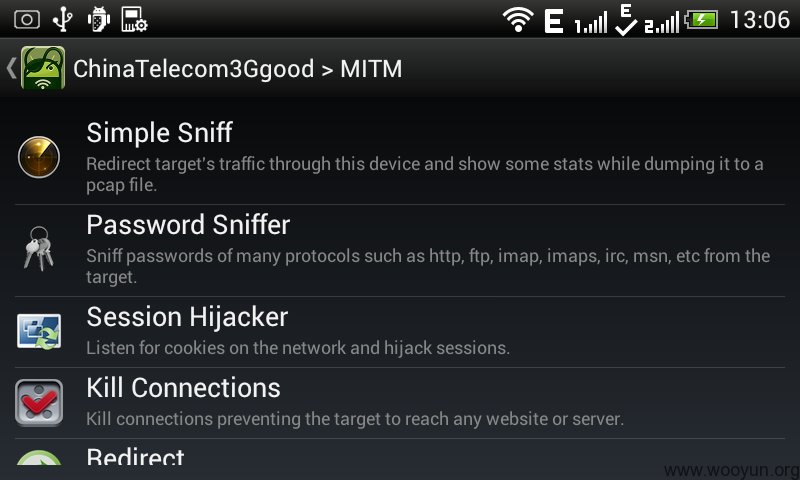 E 1. E 2. 13:06
ChinaTelecom3Ggood > MITM
Simple Sniff
Redirect target's traffic through this device and show some stats while dumping it to a
pcap file.
Password Sniffer
Sniff passwords of many protocols such as http, ftp, imap, imaps, irc, msn, etc from the
target.
Session Hijacker
Listen for cookies on the network and hijack sessions.
Kill Connections
Kill connections preventing the target to reach any website or server.
Redirect
www.wooyun.org